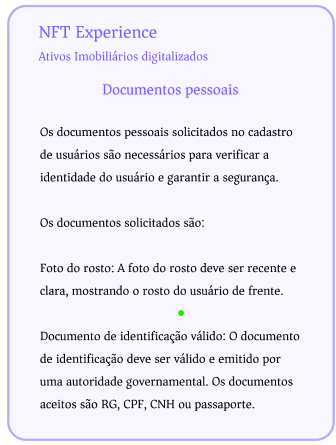 NFT Experience
Ativos Imobiliários digitalizados
Documentos pessoais
Os documentos pessoais solicitados no cadastro
de usuários são necessários para verificar a
identidade do usuário e garantir a segurança.
Os documentos solicitados são:
Foto do rosto: A foto do rosto deve ser recente e
clara, mostrando o rosto do usuário de frente.
Documento de identificação válido: O documento
de identificação deve ser válido e emitido por
uma autoridade governamental. Os documentos
aceitos são RG, CPF, CNH ou passaporte.